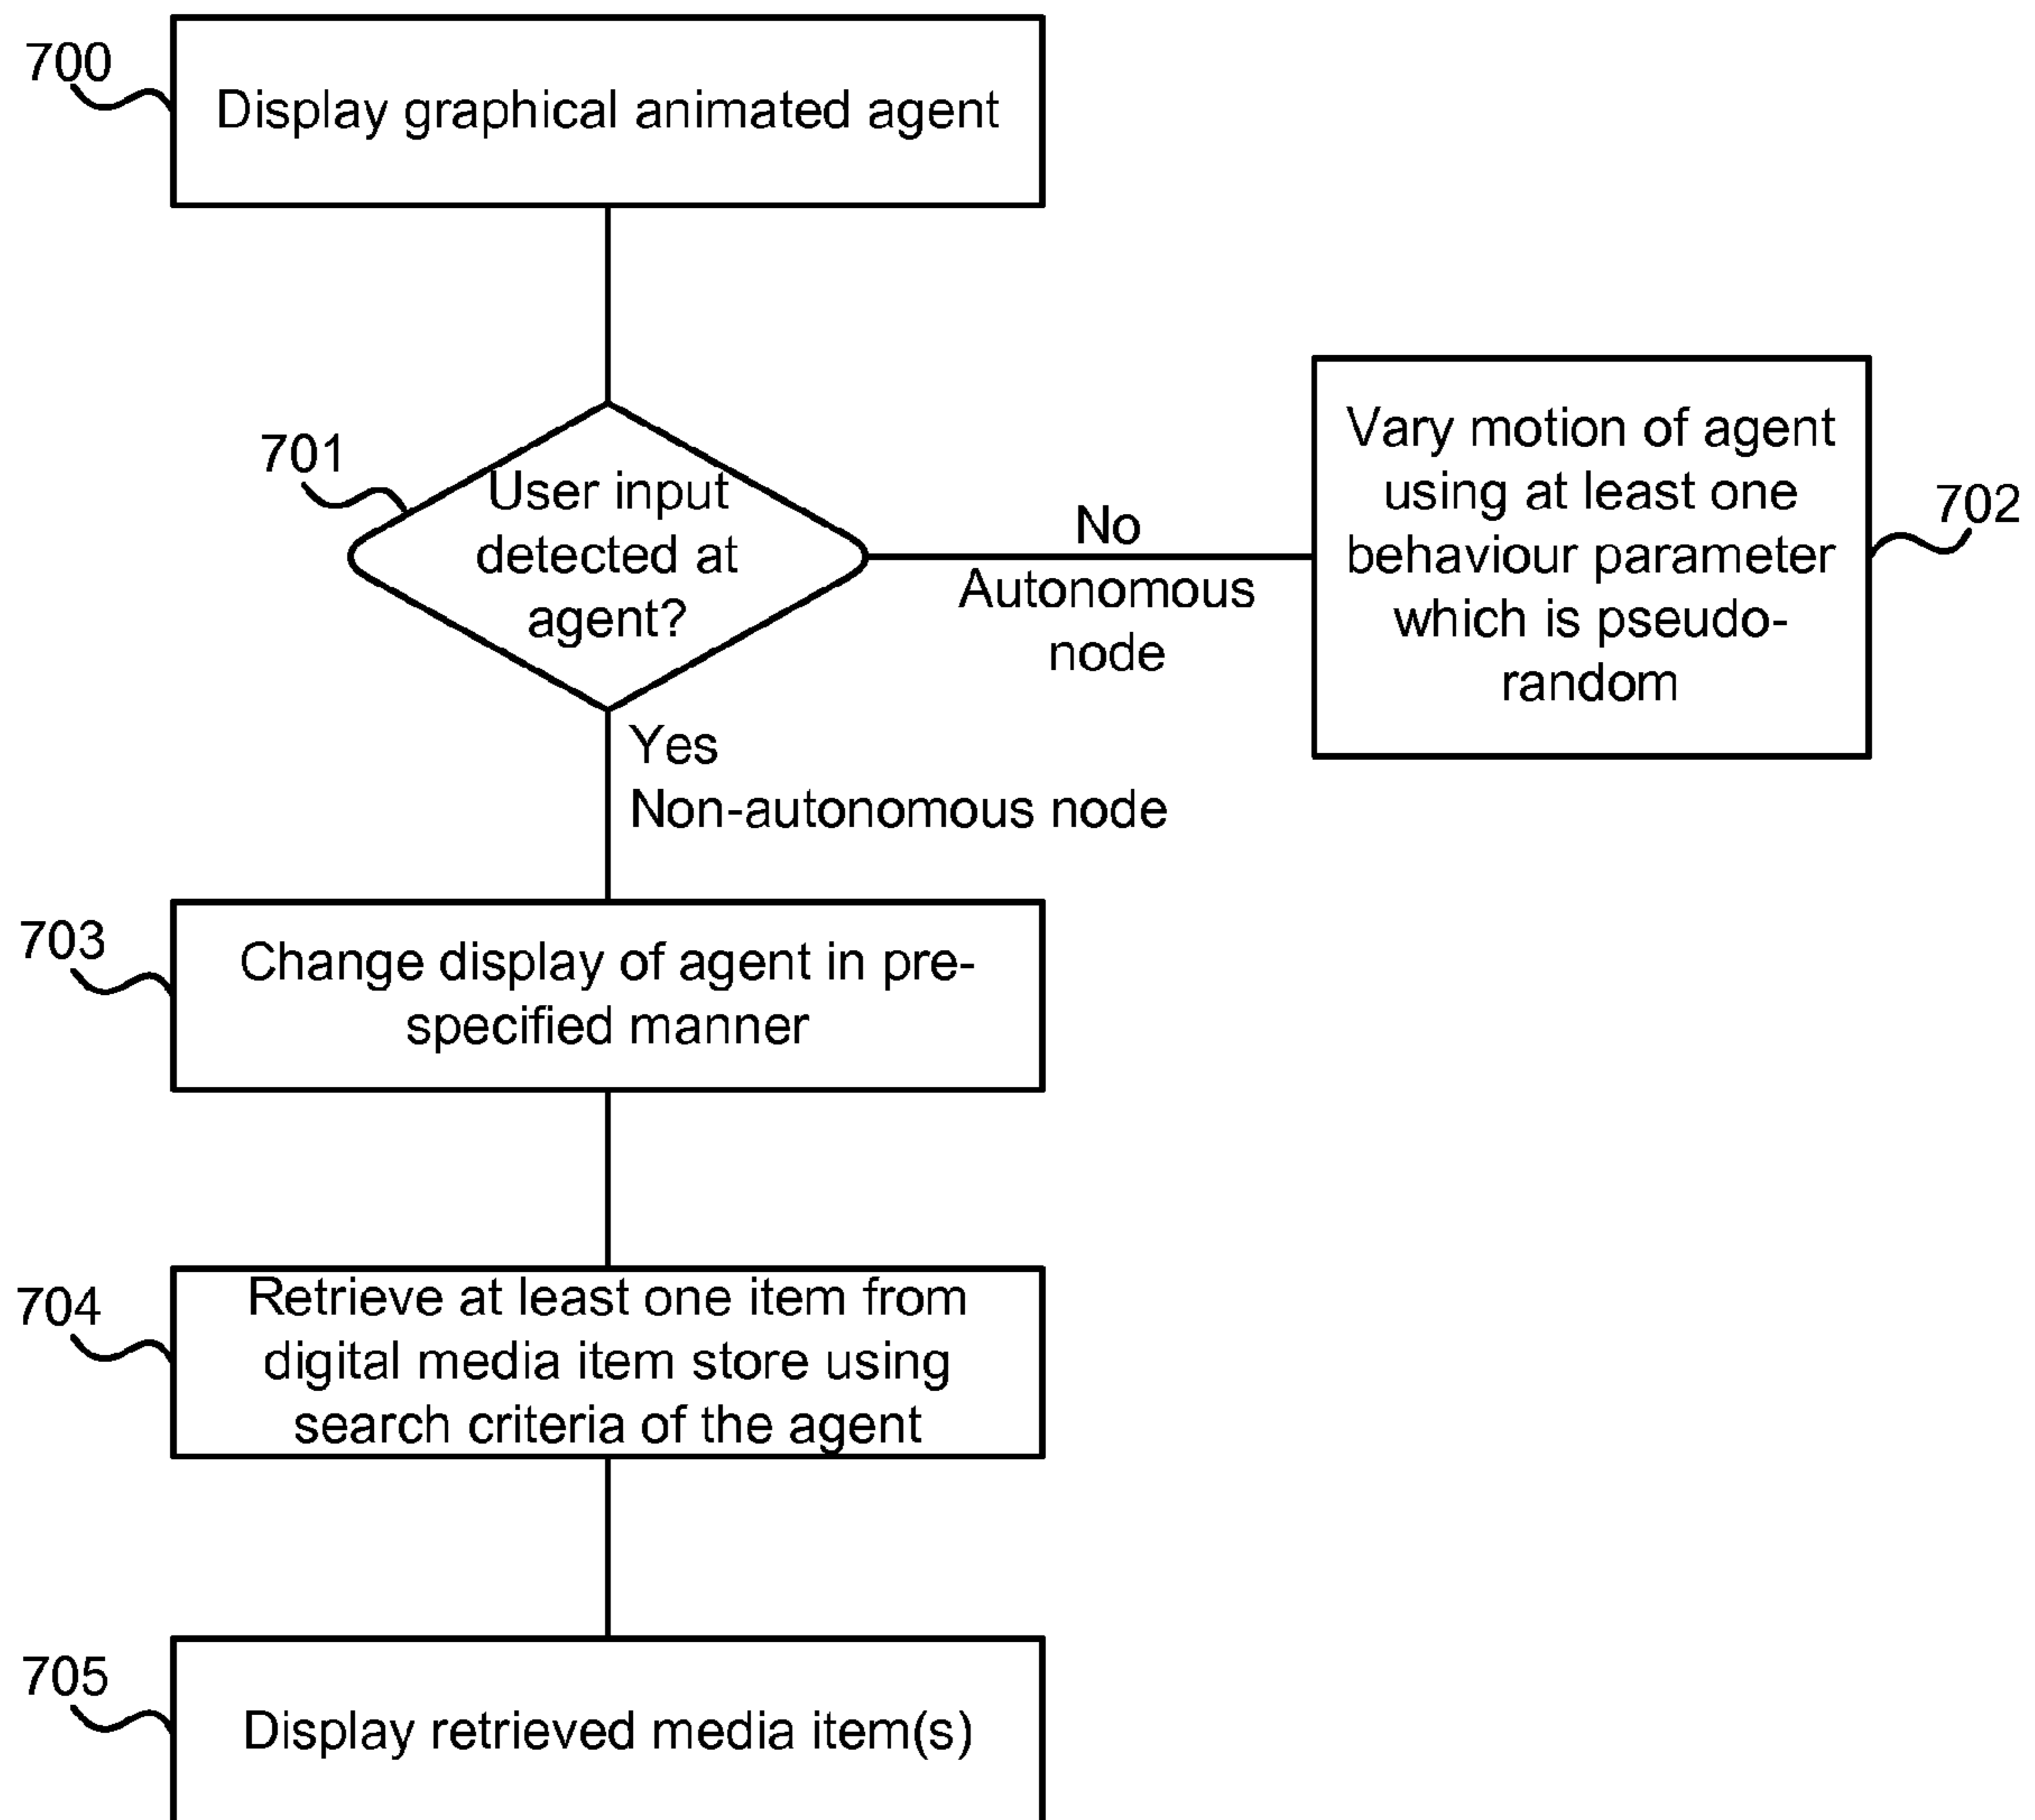 700
Display graphical animated agent
701
User input
detected at
agent?
No
Autonomous
node
Vary motion of agent
using at least one
behaviour parameter
which is pseudo-
random
702
Yes
Non-autonomous node
703
Change display of agent in pre-
specified manner
704
Retrieve at least one item from
digital media item store using
search criteria of the agent
705
Display retrieved media item(s)